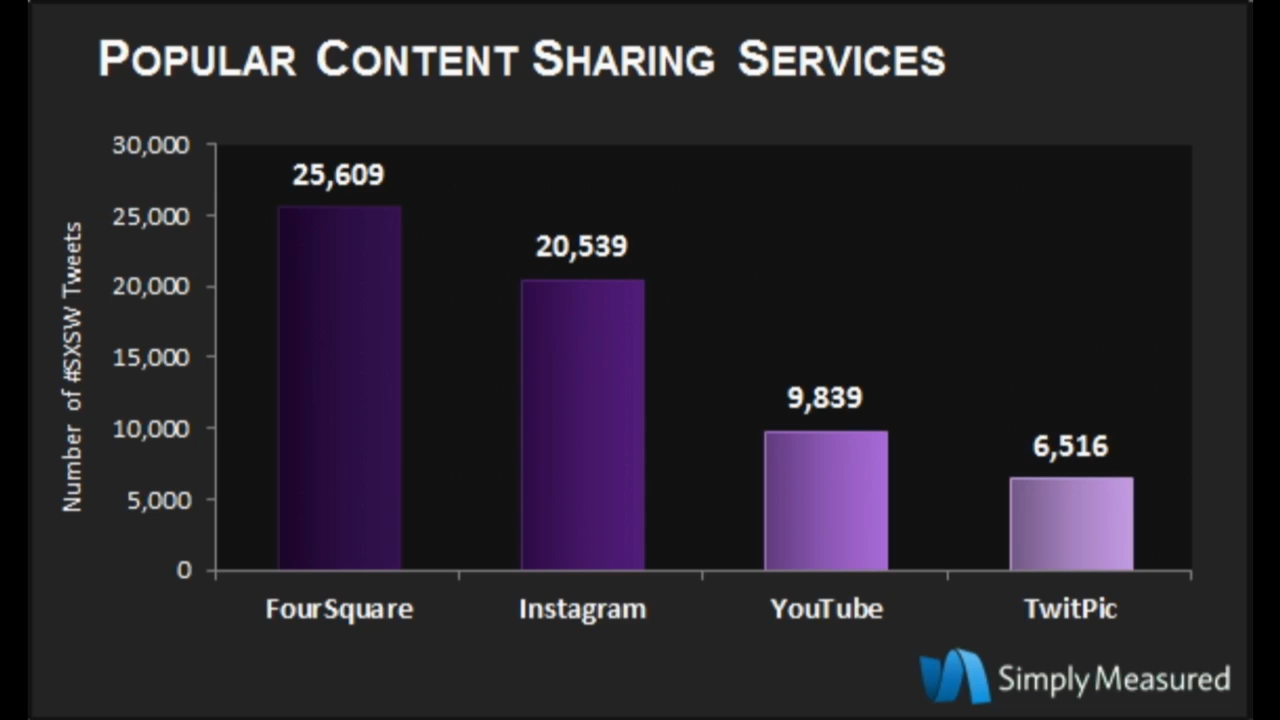 POPULAR CONTENT SHARING SERVICES
30,000
25,000
20,000
15,000
10,000
5,000
0
Number of #SXSW Tweets
25,609
20,539
9,839
6,516
FourSquare
Instagram
YouTube
TwitPic
Simply Measured